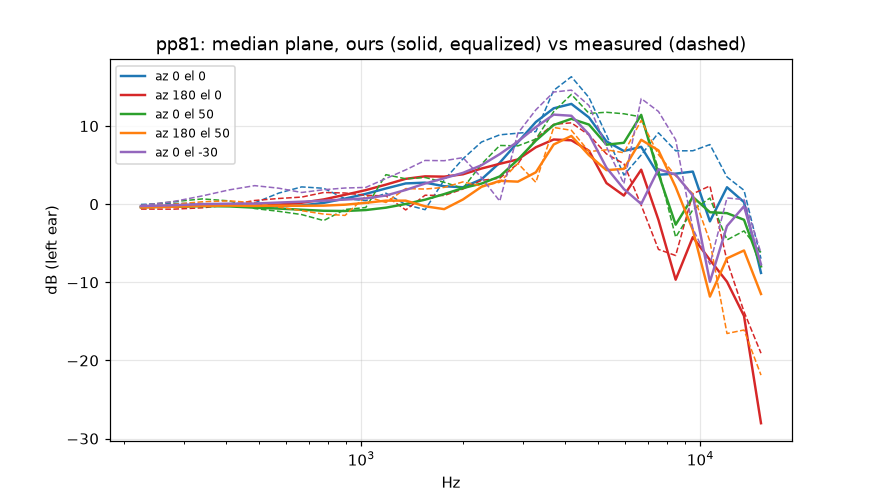 pp81: median plane, ours (solid, equalized) vs measured (dashed)
az 0 el 0
az 180 el 0
az 0 el 50
az 180 el 50
az 0 el -30
dB (left ear)
10
0
−10
−20
−30
10³
10⁴
Hz